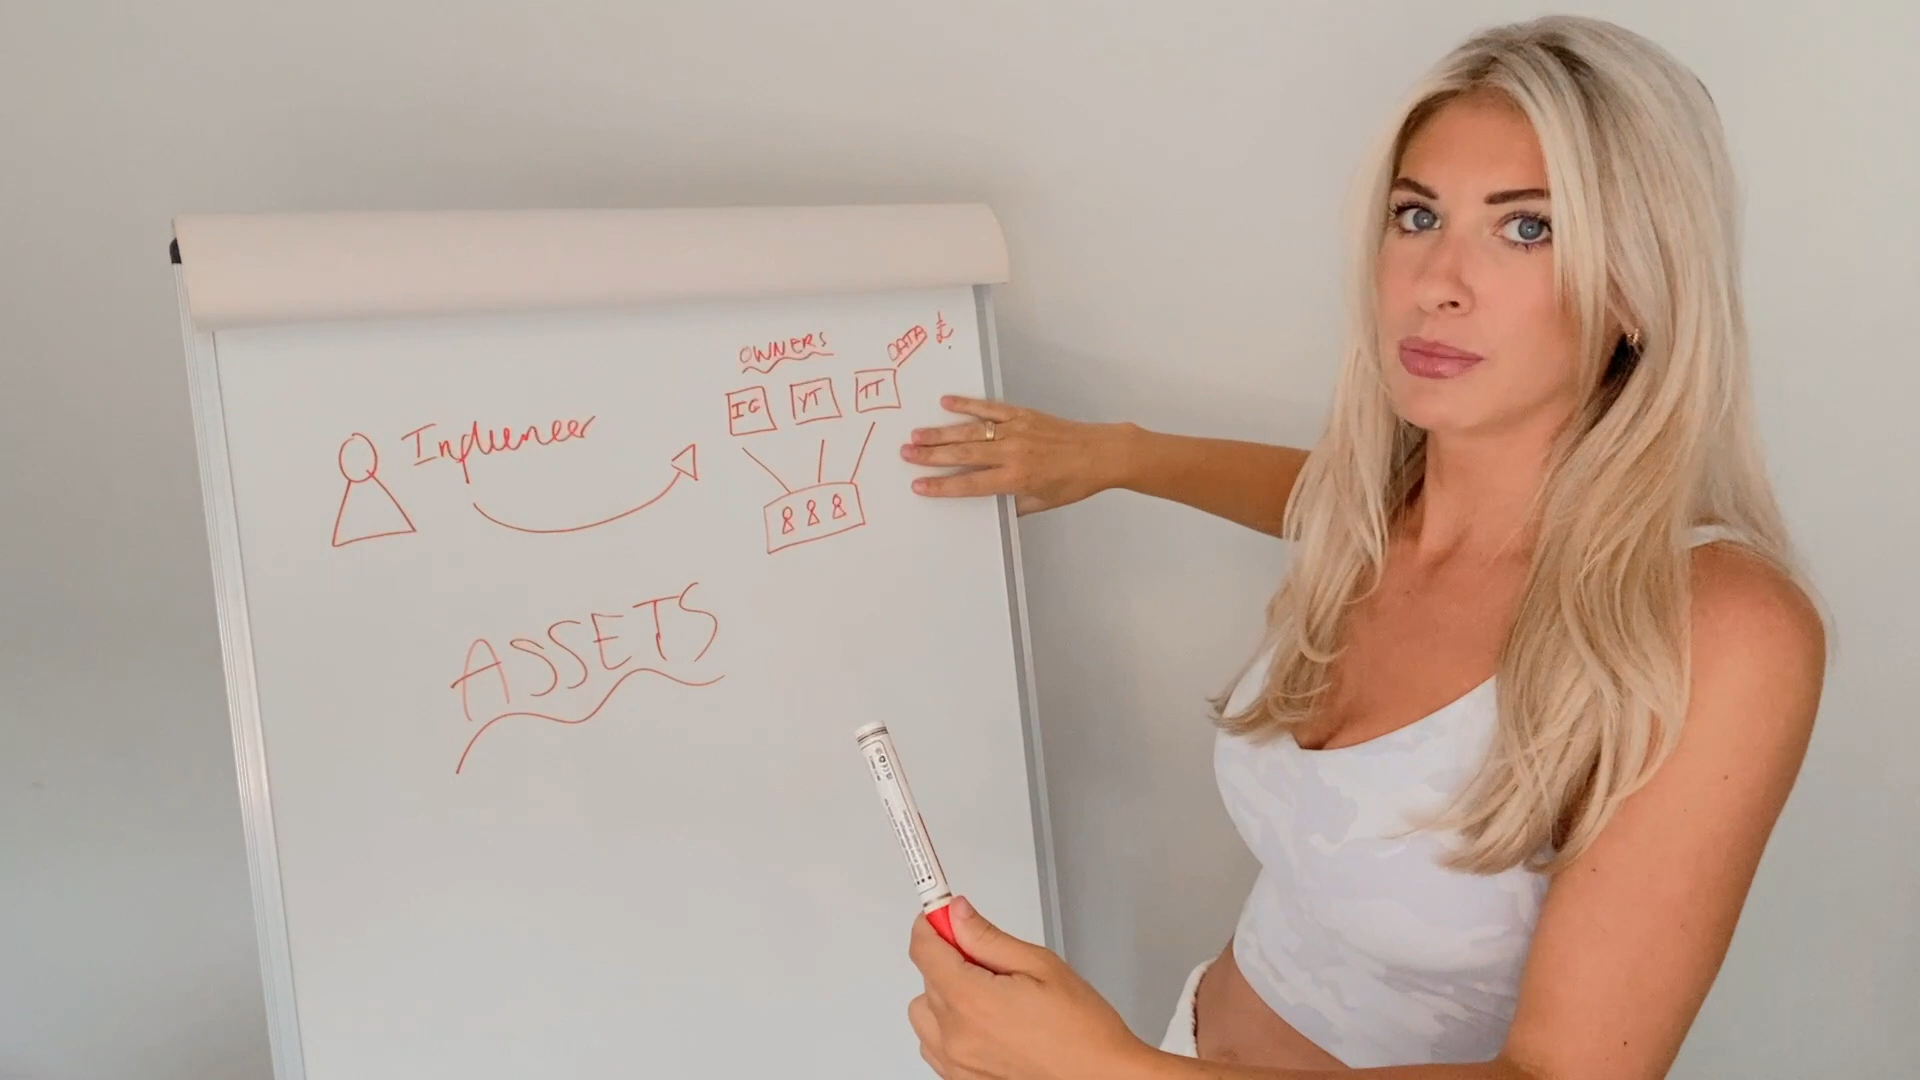 OWNERS
DATA £
IG YT TT
Influencer
ASSETS